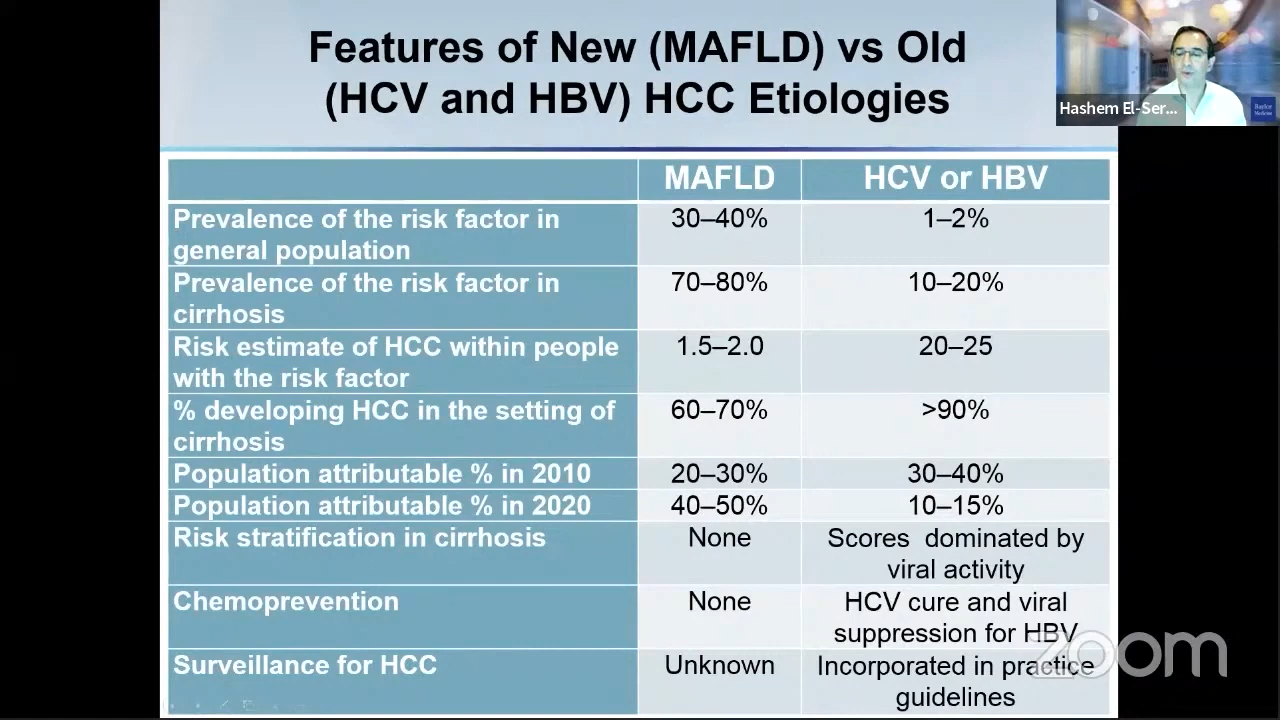 Features of New (MAFLD) vs Old
(HCV and HBV) HCC Etiologies
Hashem El-Ser...
Baylor
Medicine
MAFLD
HCV or HBV
Prevalence of the risk factor in
general population
30–40%
1–2%
Prevalence of the risk factor in
cirrhosis
70–80%
10–20%
Risk estimate of HCC within people
with the risk factor
1.5–2.0
20–25
% developing HCC in the setting of
cirrhosis
60–70%
>90%
Population attributable % in 2010
20–30%
30–40%
Population attributable % in 2020
40–50%
10–15%
Risk stratification in cirrhosis
None
Scores dominated by
viral activity
Chemoprevention
None
HCV cure and viral
suppression for HBV
Surveillance for HCC
Unknown
Incorporated in practice
guidelines
zoom